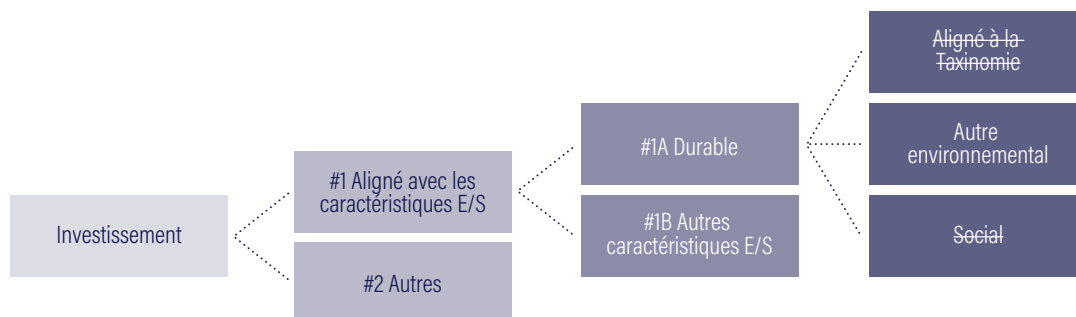 Investissement
#1 Aligné avec les
caractéristiques E/S
#2 Autres
#1A Durable
#1B Autres
caractéristiques E/S
Aligné à la
Taxinomie
Autre
environnemental
Social